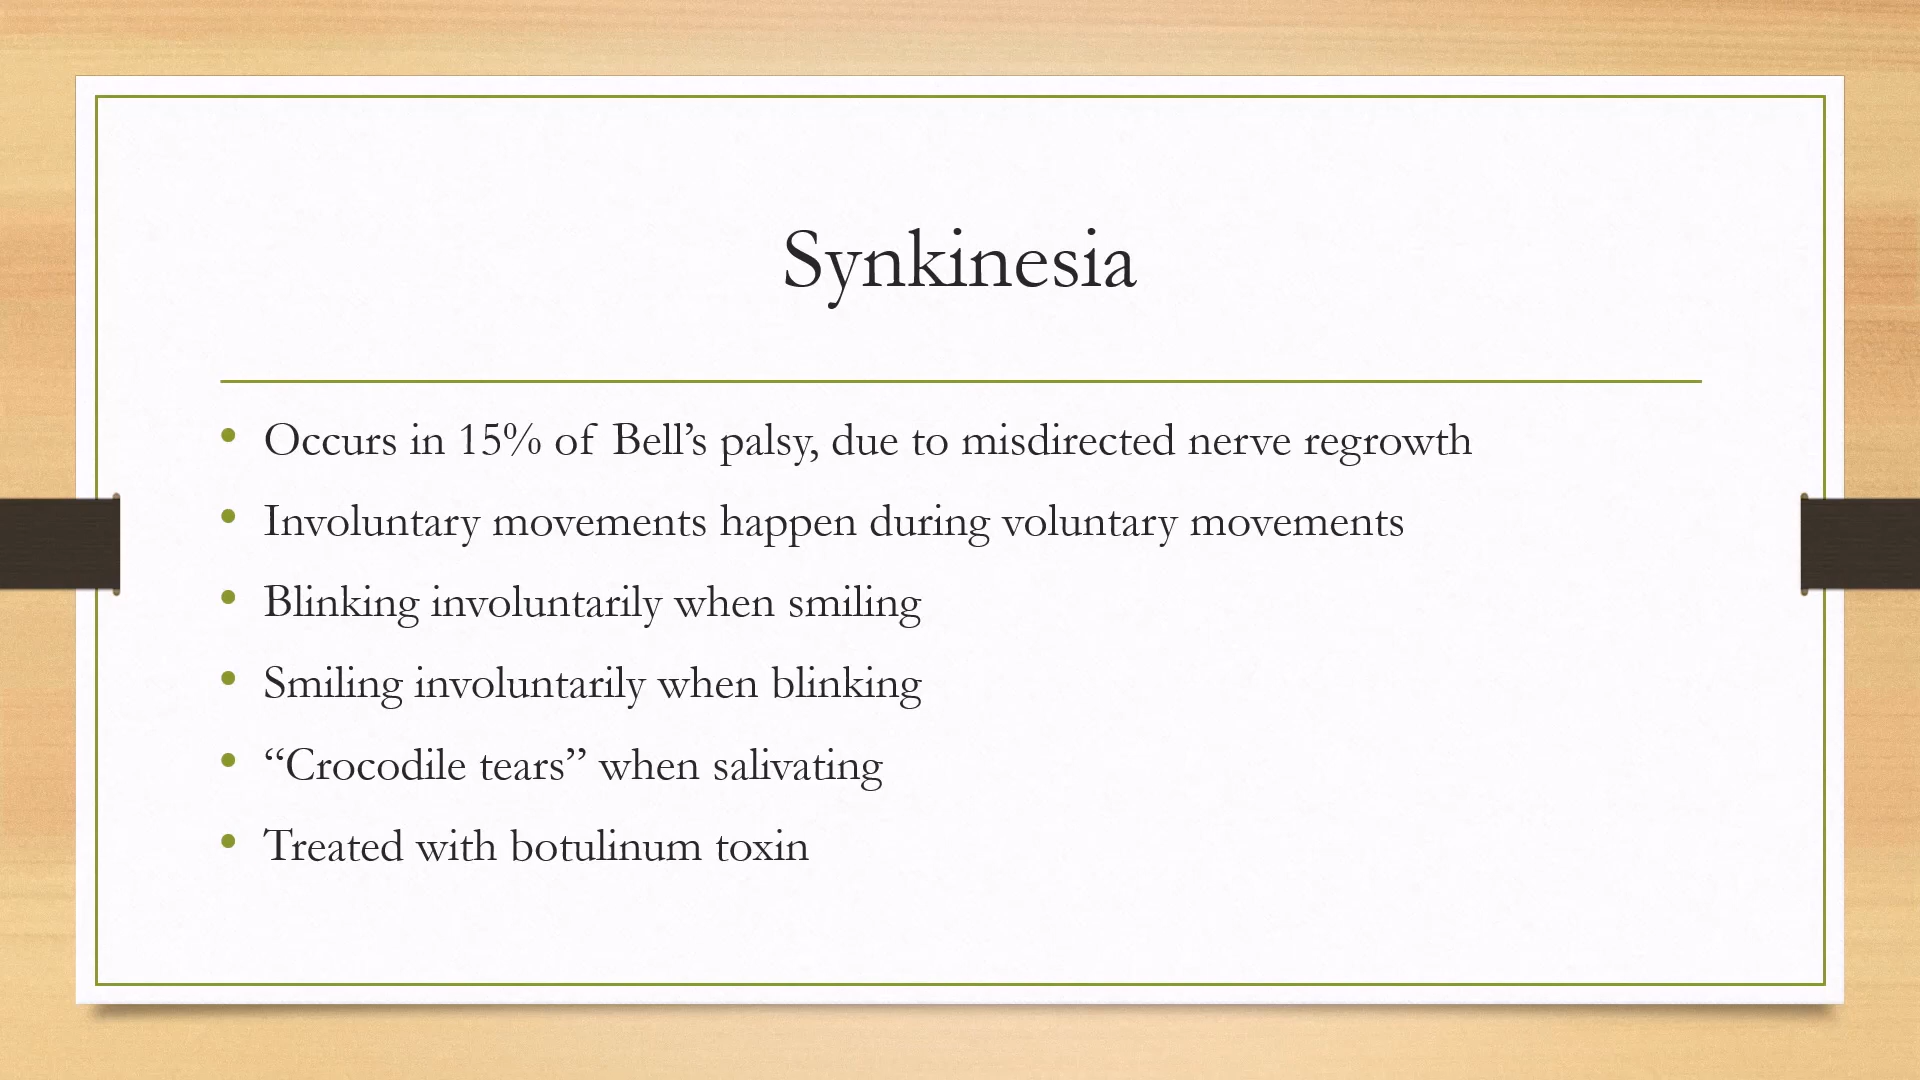 Synkinesia
• Occurs in 15% of Bell’s palsy, due to misdirected nerve regrowth
• Involuntary movements happen during voluntary movements
• Blinking involuntarily when smiling
• Smiling involuntarily when blinking
• “Crocodile tears” when salivating
• Treated with botulinum toxin